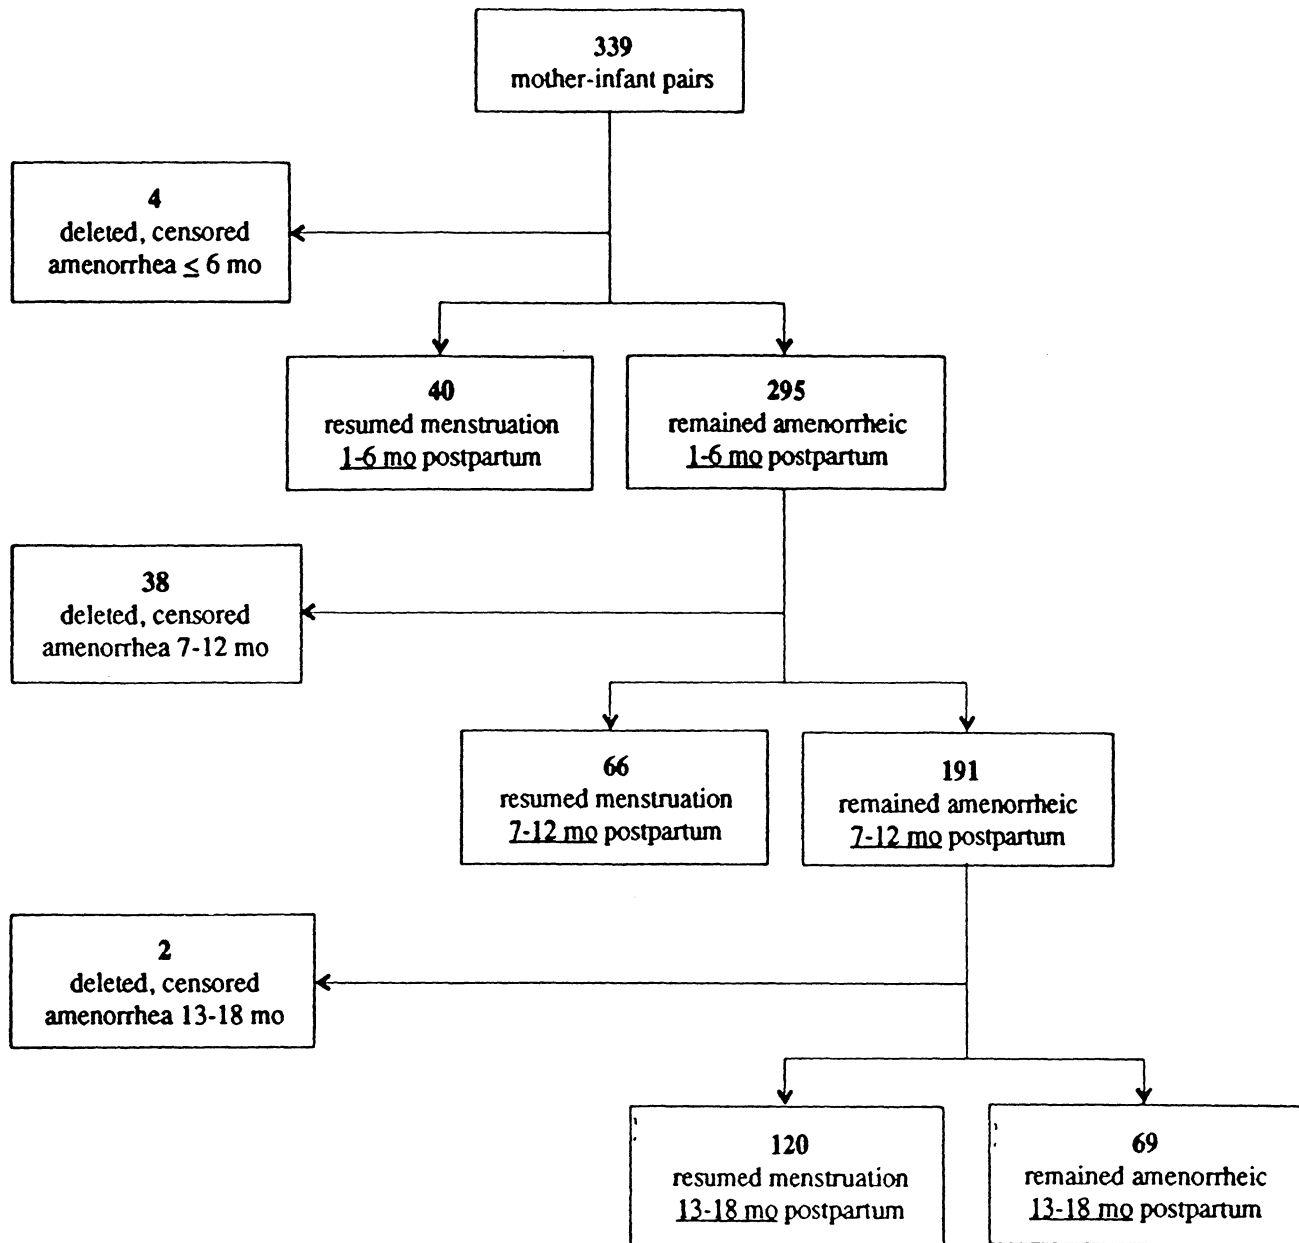 339
mother-infant pairs
4
deleted, censored
amenorrhea ≤ 6 mo
40
resumed menstruation
1-6 mo postpartum
295
remained amenorrheic
1-6 mo postpartum
38
deleted, censored
amenorrhea 7-12 mo
66
resumed menstruation
7-12 mo postpartum
191
remained amenorrheic
7-12 mo postpartum
2
deleted, censored
amenorrhea 13-18 mo
120
resumed menstruation
13-18 mo postpartum
69
remained amenorrheic
13-18 mo postpartum